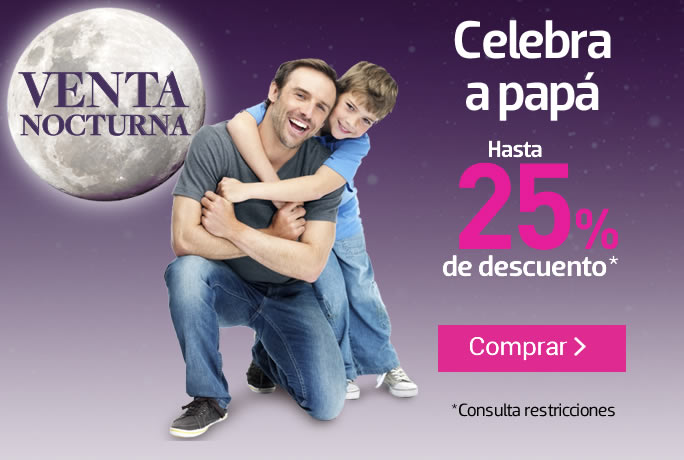 VENTA
NOCTURNA
Celebra
a papá
Hasta
25%
de descuento*
Comprar >
*Consulta restricciones